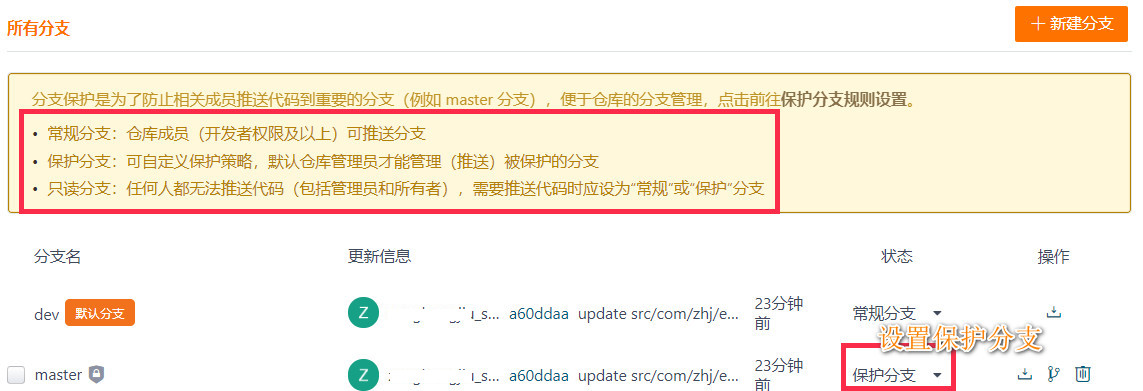 所有分支
+ 新建分支
分支保护是为了防止相关成员推送代码到重要的分支（例如 master 分支），便于仓库的分支管理，点击前往保护分支规则设置。
• 常规分支：仓库成员（开发者权限及以上）可推送分支
• 保护分支：可自定义保护策略，默认仓库管理员才能管理（推送）被保护的分支
• 只读分支：任何人都无法推送代码（包括管理员和所有者），需要推送代码时应设为“常规”或“保护”分支
分支名 更新信息 状态 操作
dev 默认分支 Z a60ddaa update src/com/zhj/e... 23分钟前 常规分支
设置保护分支
master Z a60ddaa update src/com/zhj/e... 23分钟前 保护分支